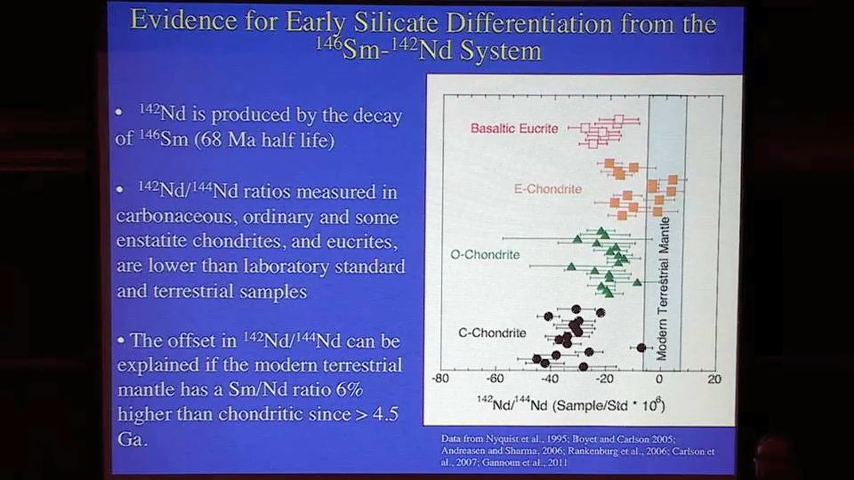 Evidence for Early Silicate Differentiation from the
¹⁴⁶Sm-¹⁴²Nd System
• ¹⁴²Nd is produced by the decay
of ¹⁴⁶Sm (68 Ma half life)
• ¹⁴²Nd/¹⁴⁴Nd ratios measured in
carbonaceous, ordinary and some
enstatite chondrites, and eucrites,
are lower than laboratory standard
and terrestrial samples
• The offset in ¹⁴²Nd/¹⁴⁴Nd can be
explained if the modern terrestrial
mantle has a Sm/Nd ratio 6%
higher than chondritic since > 4.5
Ga.
Basaltic Eucrite
E-Chondrite
O-Chondrite
C-Chondrite
Modern Terrestrial Mantle
-80 -60 -40 -20 0 20
¹⁴²Nd/¹⁴⁴Nd (Sample/Std * 10⁶)
Data from Nyquist et al., 1995; Boyet and Carlson 2005;
Andreasen and Sharma, 2006; Rankenburg et al., 2006; Carlson et
al., 2007; Gannoun et al., 2011